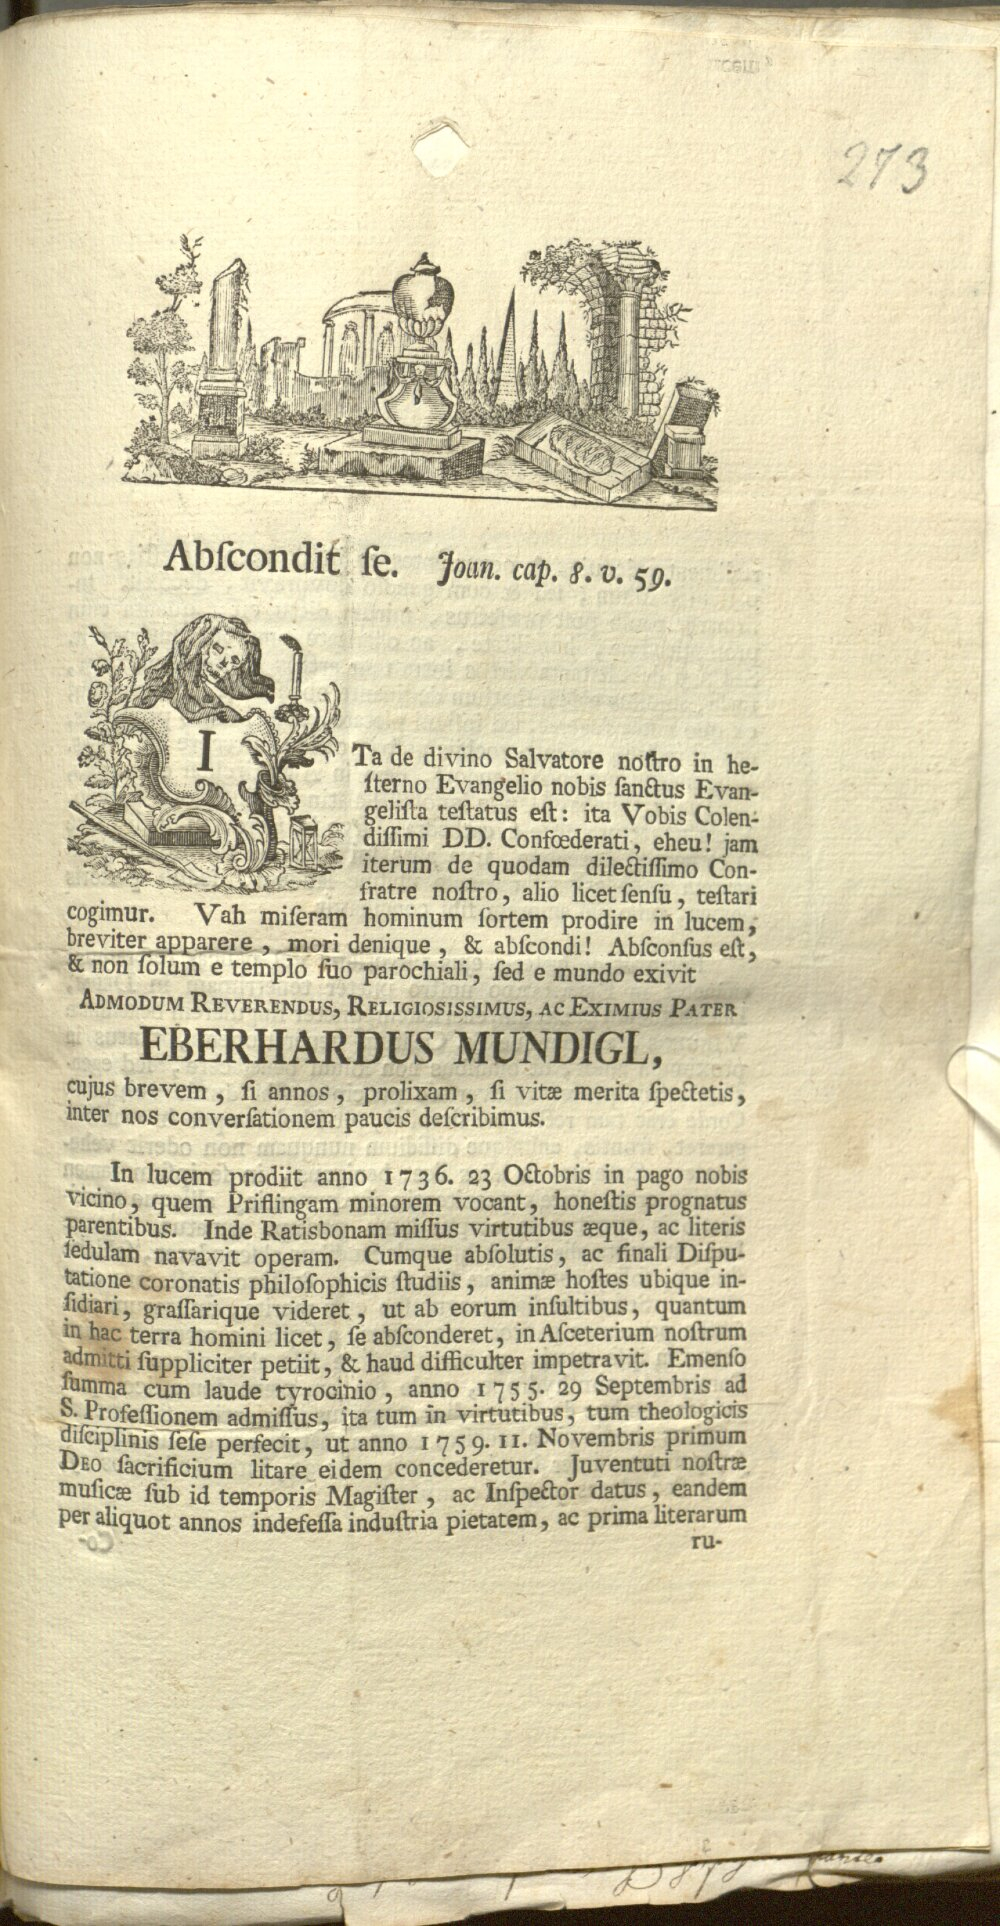 273
Abſcondit ſe. Joan. cap. 8. v. 59.
ITa de divino Salvatore noſtro in he-
ſterno Evangelio nobis ſanctus Evan-
geliſta teſtatus eſt: ita Vobis Colen-
diſſimi DD. Confœderati, eheu! jam
iterum de quodam dilectiſſimo Con-
fratre noſtro, alio licet ſenſu, teſtari
cogimur. Vah miſeram hominum ſortem prodire in lucem,
breviter apparere, mori denique, & abſcondi! Abſconſus eſt,
& non ſolum e templo ſuo parochiali, ſed e mundo exivit
ADMODUM REVERENDUS, RELIGIOSISSIMUS, AC EXIMIUS PATER
EBERHARDUS MUNDIGL,
cujus brevem, ſi annos, prolixam, ſi vitæ merita ſpectetis,
inter nos converſationem paucis deſcribimus.
In lucem prodiit anno 1736. 23 Octobris in pago nobis
vicino, quem Priflingam minorem vocant, honeſtis prognatus
parentibus. Inde Ratisbonam miſſus virtutibus æque, ac literis
ſedulam navavit operam. Cumque abſolutis, ac finali Diſpu-
tatione coronatis philoſophicis ſtudiis, animæ hoſtes ubique in-
ſidiari, graſſarique videret, ut ab eorum inſultibus, quantum
in hac terra homini licet, ſe abſconderet, in Aſceterium noſtrum
admitti ſuppliciter petiit, & haud difficulter impetravit. Emenſo
ſumma cum laude tyrocinio, anno 1755. 29 Septembris ad
S. Profeſſionem admiſſus, ita tum in virtutibus, tum theologicis
diſciplinis ſeſe perfecit, ut anno 1759. 11. Novembris primum
DEO ſacrificium litare eidem concederetur. Juventuti noſtræ
muſicæ ſub id temporis Magiſter, ac Inſpector datus, eandem
per aliquot annos indefeſſa induſtria pietatem, ac prima literarum
ru-